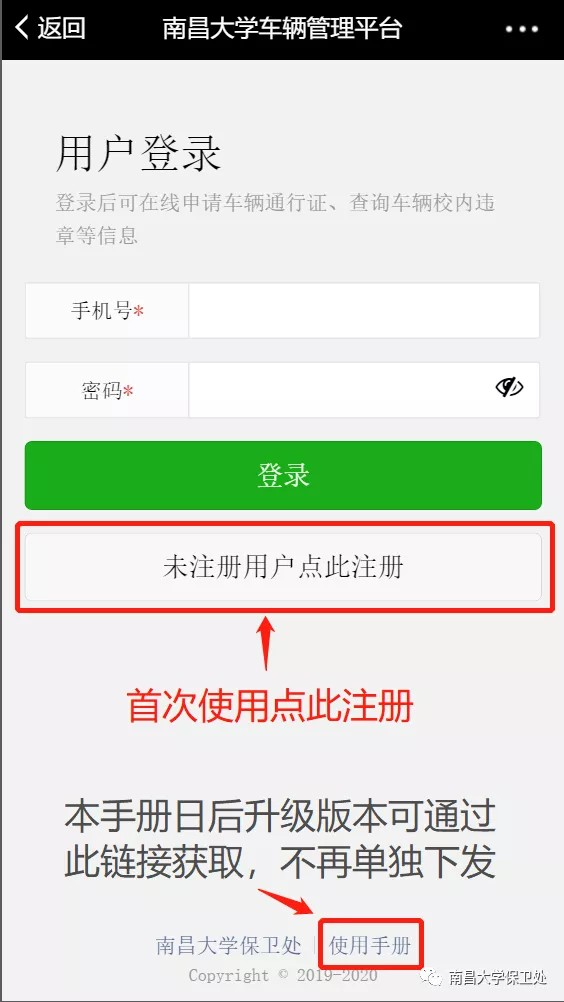 返回
南昌大学车辆管理平台
用户登录
登录后可在线申请车辆通行证、查询车辆校内违
章等信息
手机号*
密码*
登录
未注册用户点此注册
首次使用点此注册
本手册日后升级版本可通过
此链接获取，不再单独下发
南昌大学保卫处 | 使用手册
Copyright © 2019-2020
南昌大学保卫处